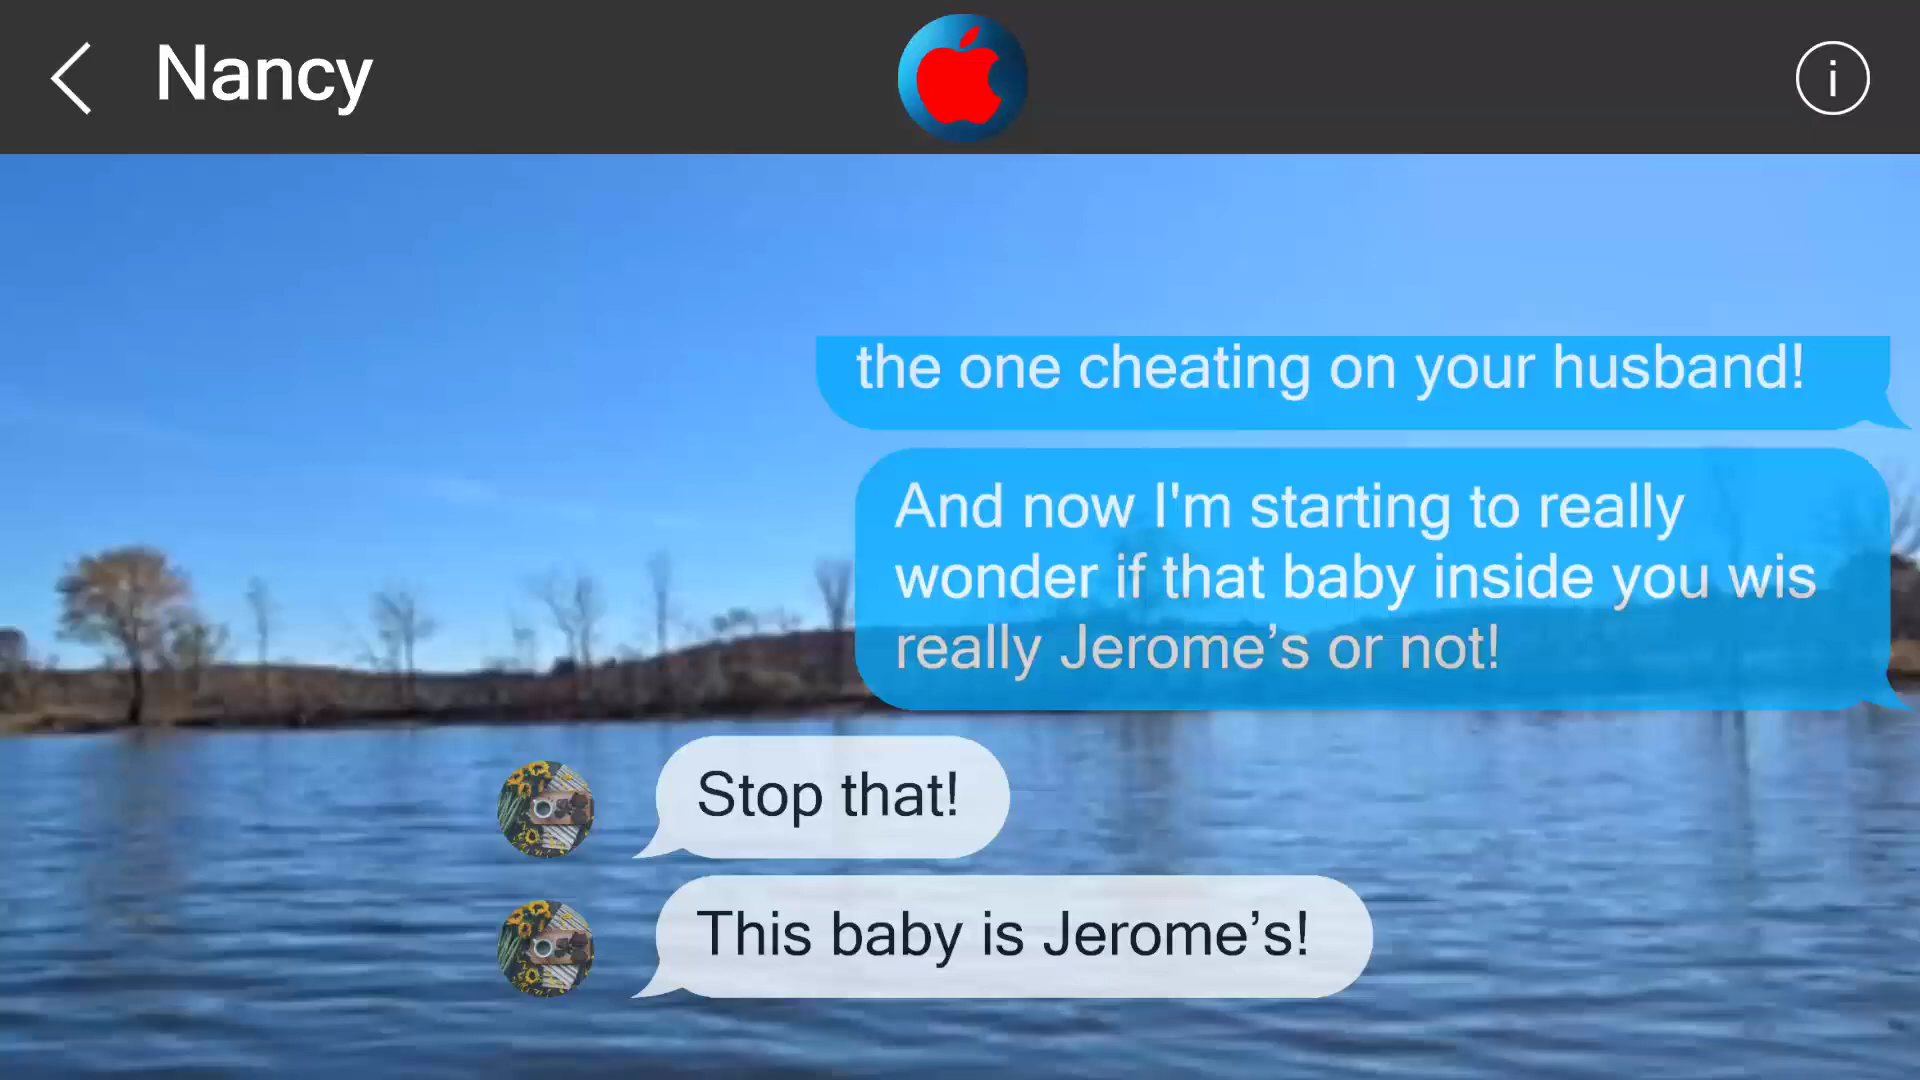 Nancy
the one cheating on your husband!
And now I'm starting to really
wonder if that baby inside you wis
really Jerome’s or not!
Stop that!
This baby is Jerome’s!